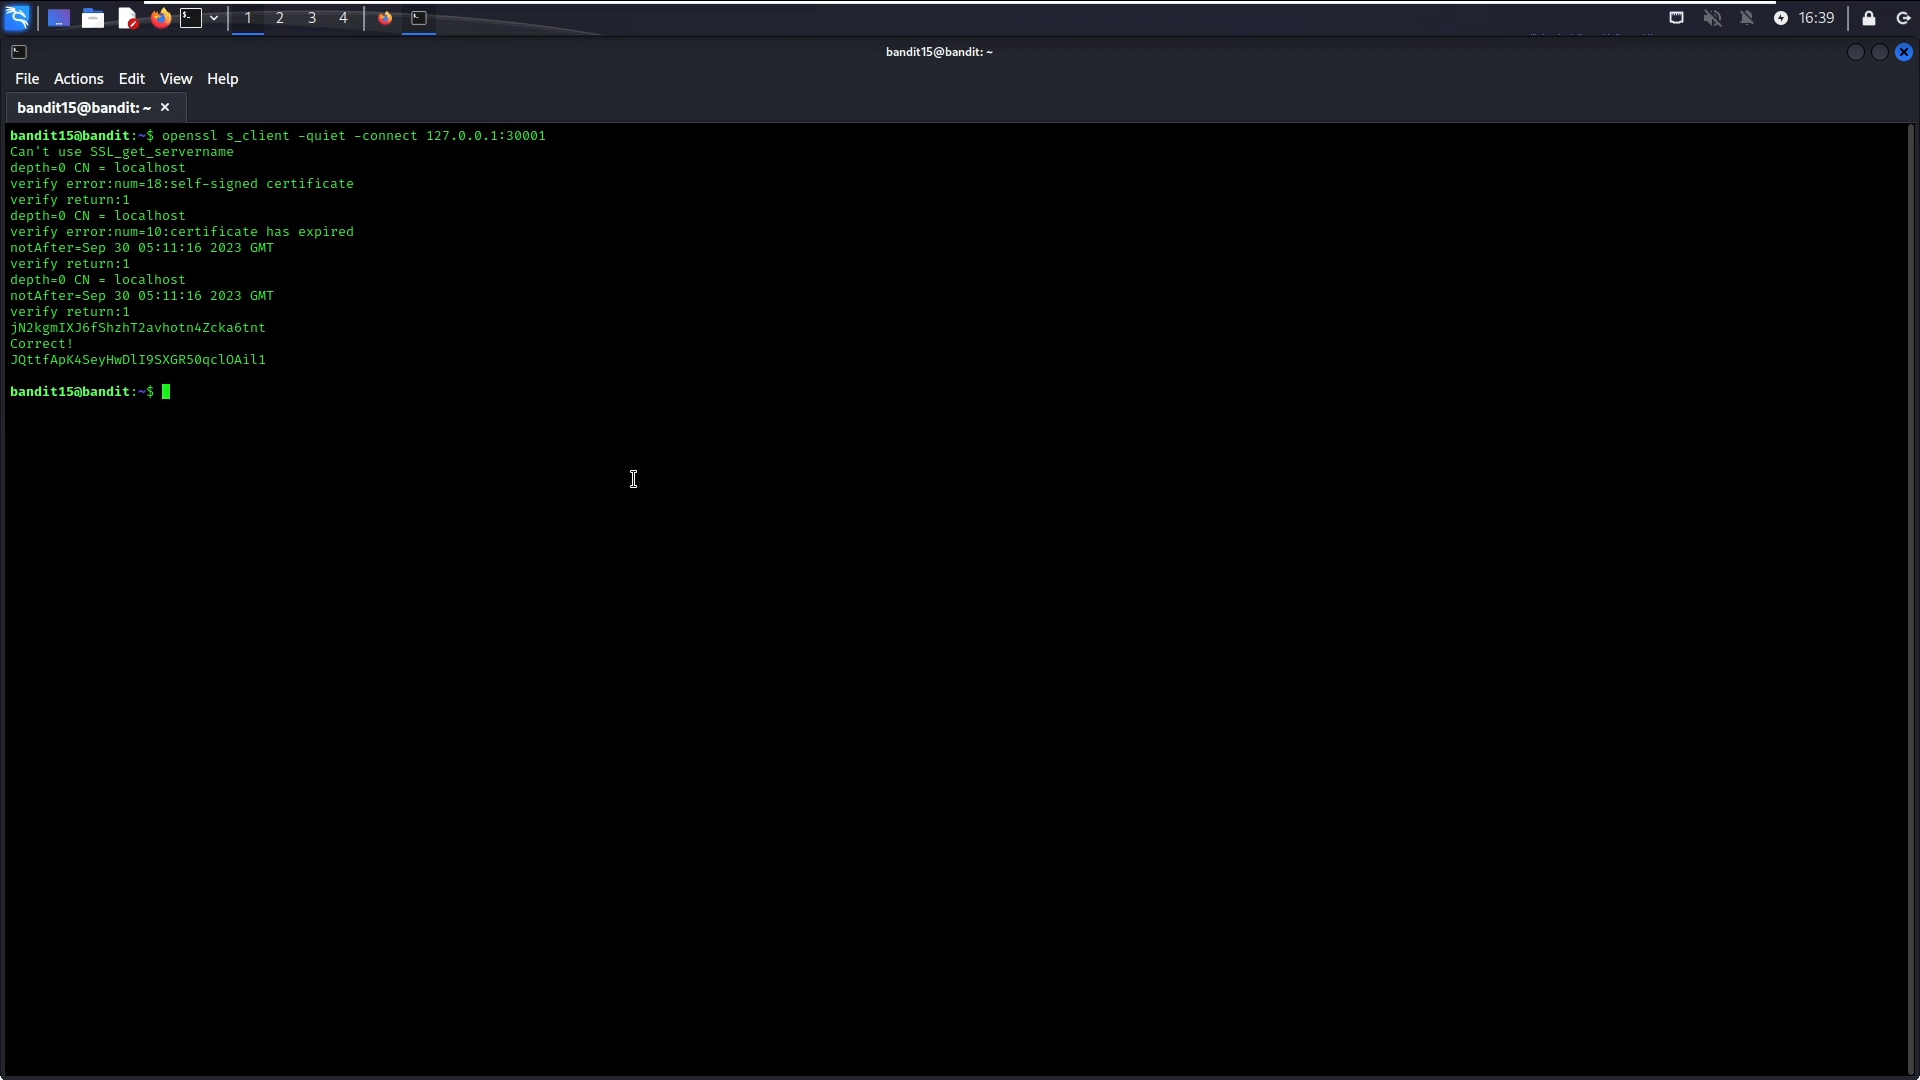 1 2 3 4 16:39
bandit15@bandit: ~
File Actions Edit View Help
bandit15@bandit: ~ ×
bandit15@bandit:~$ openssl s_client -quiet -connect 127.0.0.1:30001
Can't use SSL_get_servername
depth=0 CN = localhost
verify error:num=18:self-signed certificate
verify return:1
depth=0 CN = localhost
verify error:num=10:certificate has expired
notAfter=Sep 30 05:11:16 2023 GMT
verify return:1
depth=0 CN = localhost
notAfter=Sep 30 05:11:16 2023 GMT
verify return:1
jN2kgmIXJ6fShzhT2avhotn4Zcka6tnt
Correct!
JQttfApK4SeyHwDlI9SXGR50qclOAil1
bandit15@bandit:~$